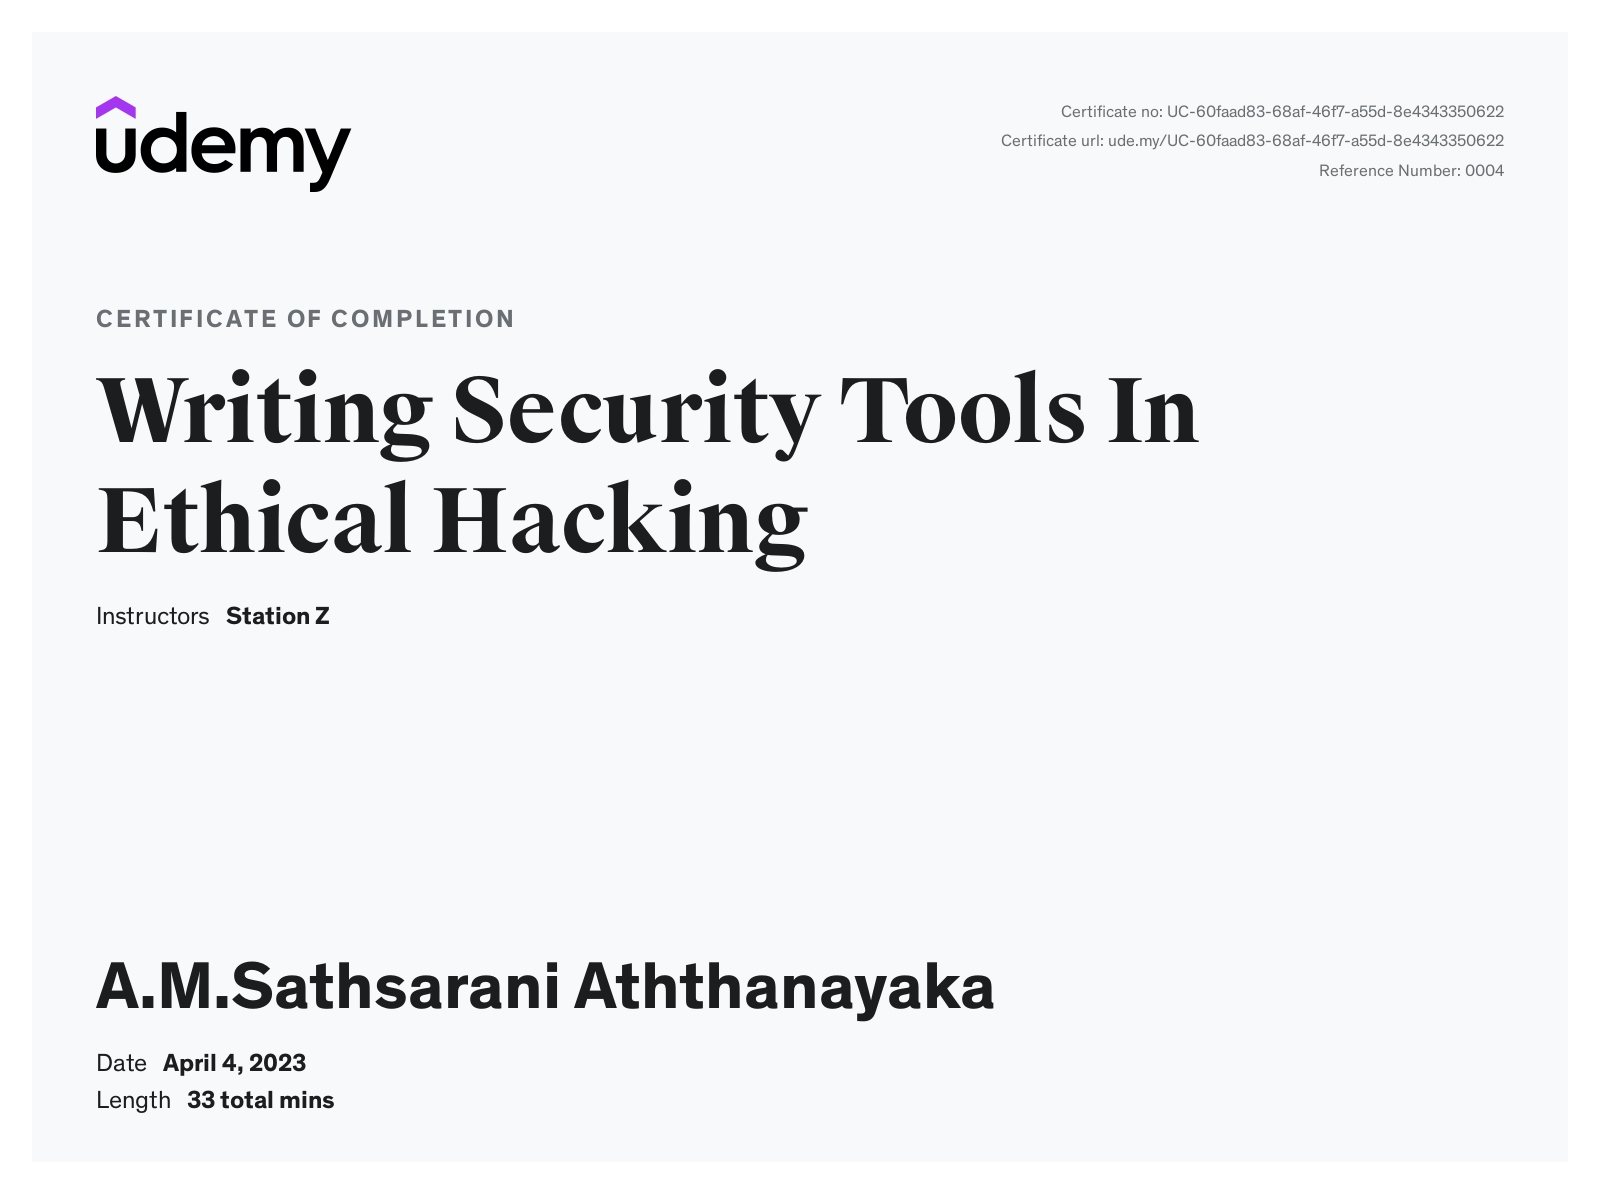 udemy
Certificate no: UC-60faad83-68af-46f7-a55d-8e4343350622
Certificate url: ude.my/UC-60faad83-68af-46f7-a55d-8e4343350622
Reference Number: 0004
CERTIFICATE OF COMPLETION
Writing Security Tools In
Ethical Hacking
Instructors Station Z
A.M.Sathsarani Aththanayaka
Date April 4, 2023
Length 33 total mins